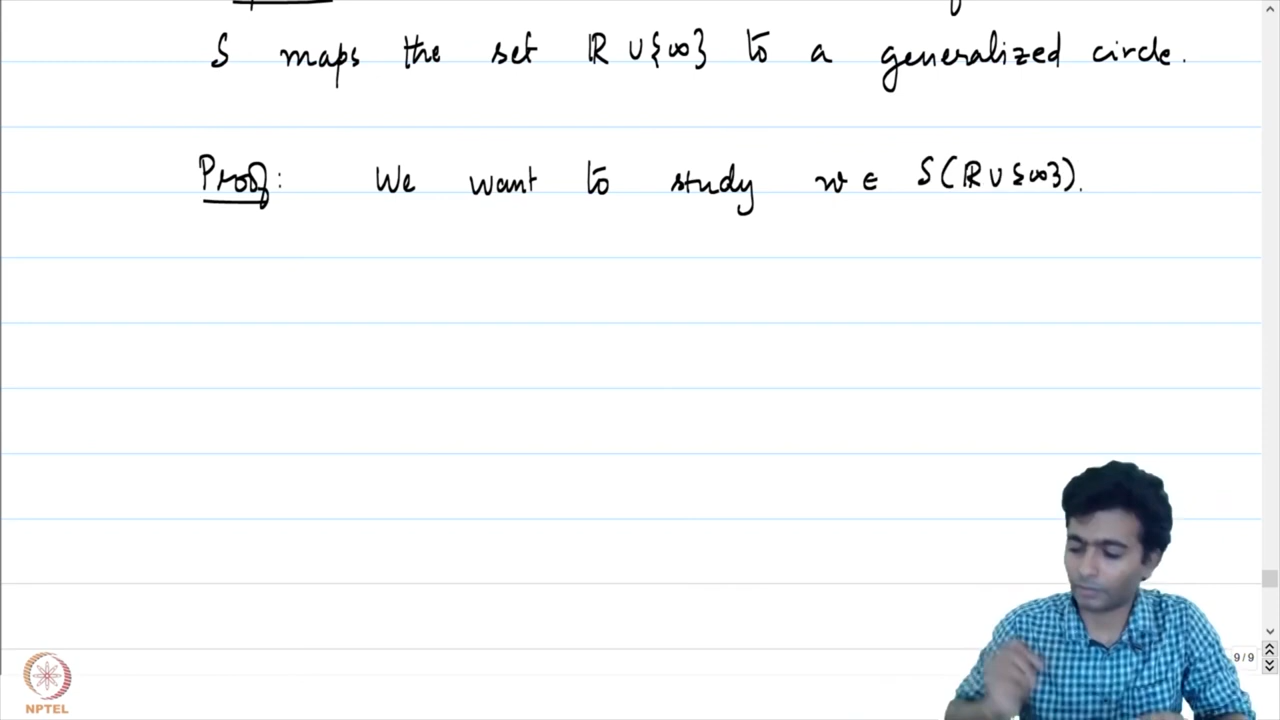 S maps the set ℝ ∪ {∞} to a generalized circle.
Proof: We want to study w ∈ S(ℝ ∪ {∞}).
9/9
NPTEL